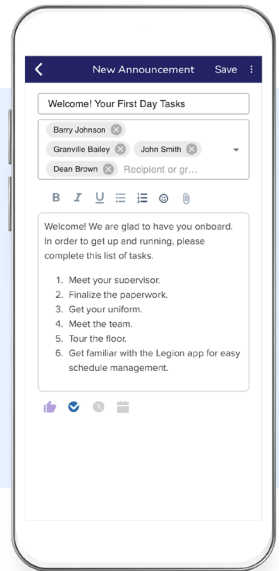 New Announcement Save
Welcome! Your First Day Tasks
Barry Johnson
Granville Bailey John Smith
Dean Brown Recipient or gr...
B I U
Welcome! We are glad to have you onboard.
In order to get up and running, please
complete this list of tasks.
1. Meet your supervisor.
2. Finalize the paperwork.
3. Get your uniform.
4. Meet the team.
5. Tour the floor.
6. Get familiar with the Legion app for easy
schedule management.